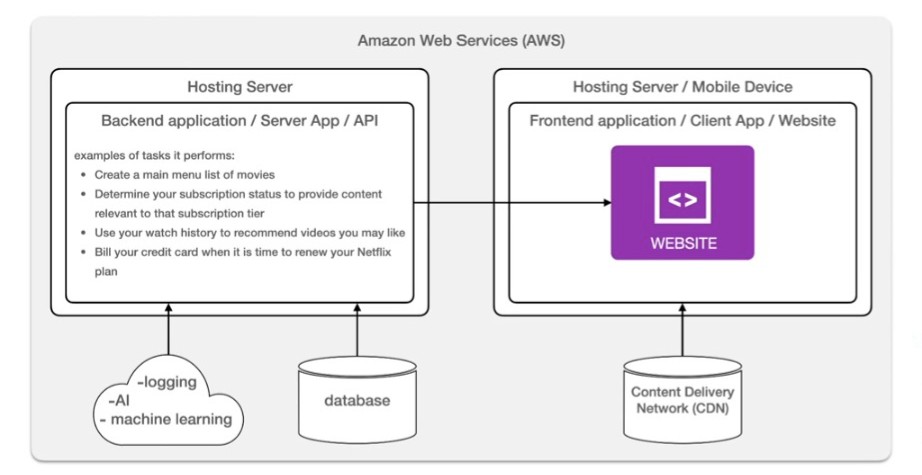 Amazon Web Services (AWS)
Hosting Server
Backend application / Server App / API
examples of tasks it performs:
• Create a main menu list of movies
• Determine your subscription status to provide content
relevant to that subscription tier
• Use your watch history to recommend videos you may like
• Bill your credit card when it is time to renew your Netflix
plan
Hosting Server / Mobile Device
Frontend application / Client App / Website
<>
WEBSITE
-logging
-AI
- machine learning
database
Content Delivery
Network (CDN)